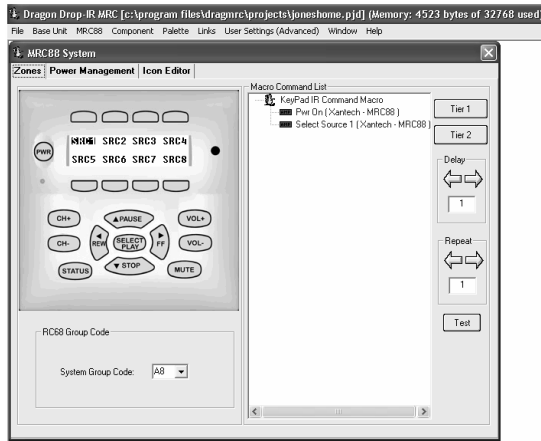 Dragon Drop-IR MRC [c:\program files\dragmrc\projects\joneshome.pjd] (Memory: 4523 bytes of 32768 used)
File Base Unit MRC88 Component Palette Links User Settings (Advanced) Window Help
MRC88 System
Zones Power Management Icon Editor
PWR
SRC2 SRC3 SRC4
SRC5 SRC6 SRC7 SRC8
CH+ PAUSE VOL+
CH- REW SELECT PLAY FF VOL-
STATUS STOP MUTE
RC68 Group Code
System Group Code: A8
Macro Command List
KeyPad IR Command Macro
Pwr On ( Xantech - MRC88 )
Select Source 1 ( Xantech - MRC88 )
Tier 1
Tier 2
Delay
1
Repeat
1
Test